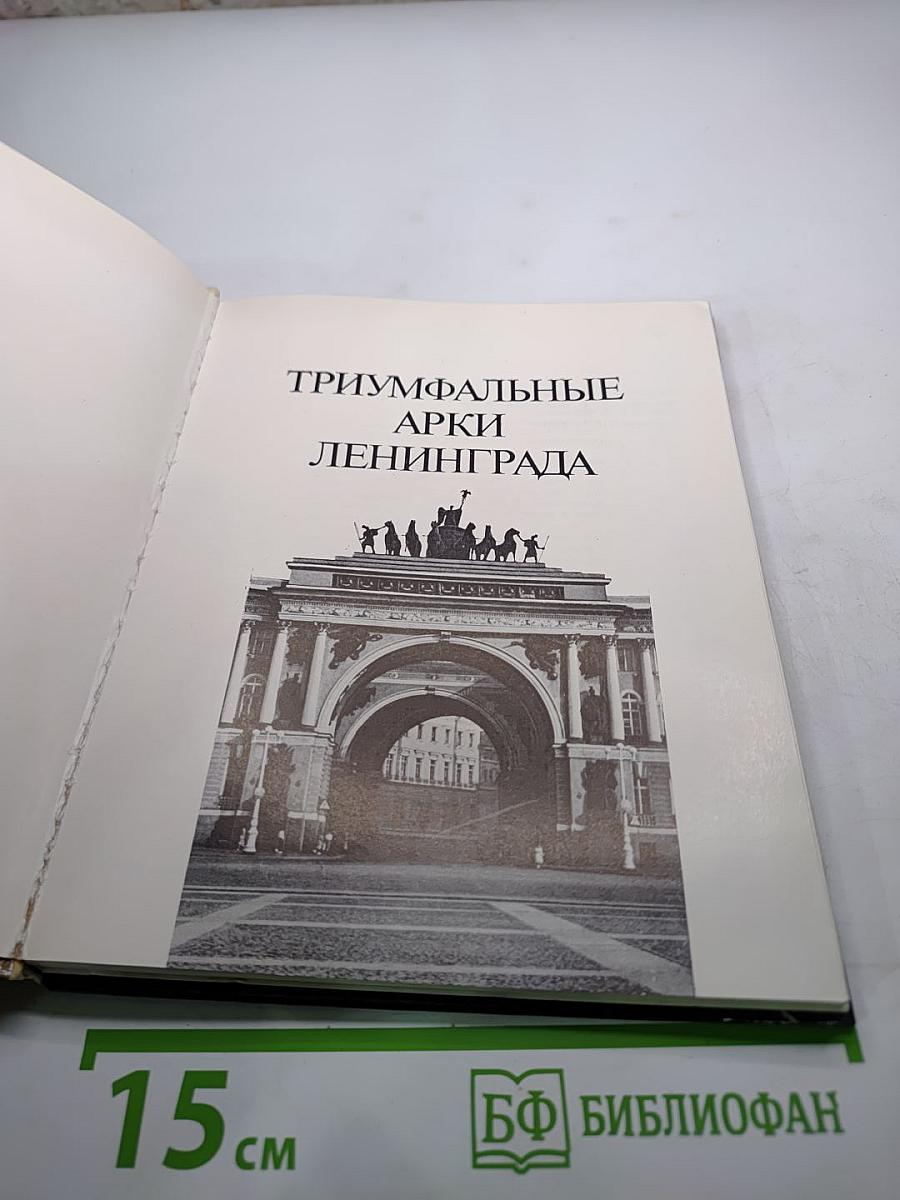 ТРИУМФАЛЬНЫЕ
АРКИ
ЛЕНИНГРАДА
15 см
БФ БИБЛИОФАН